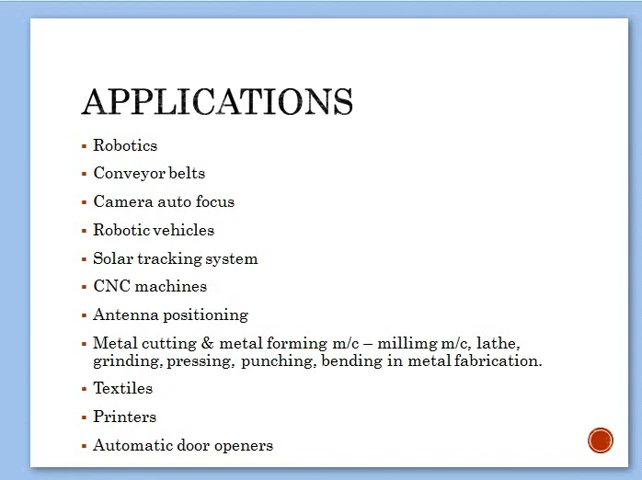 APPLICATIONS
▪ Robotics
▪ Conveyor belts
▪ Camera auto focus
▪ Robotic vehicles
▪ Solar tracking system
▪ CNC machines
▪ Antenna positioning
▪ Metal cutting & metal forming m/c – millimg m/c, lathe,
grinding, pressing, punching, bending in metal fabrication.
▪ Textiles
▪ Printers
▪ Automatic door openers